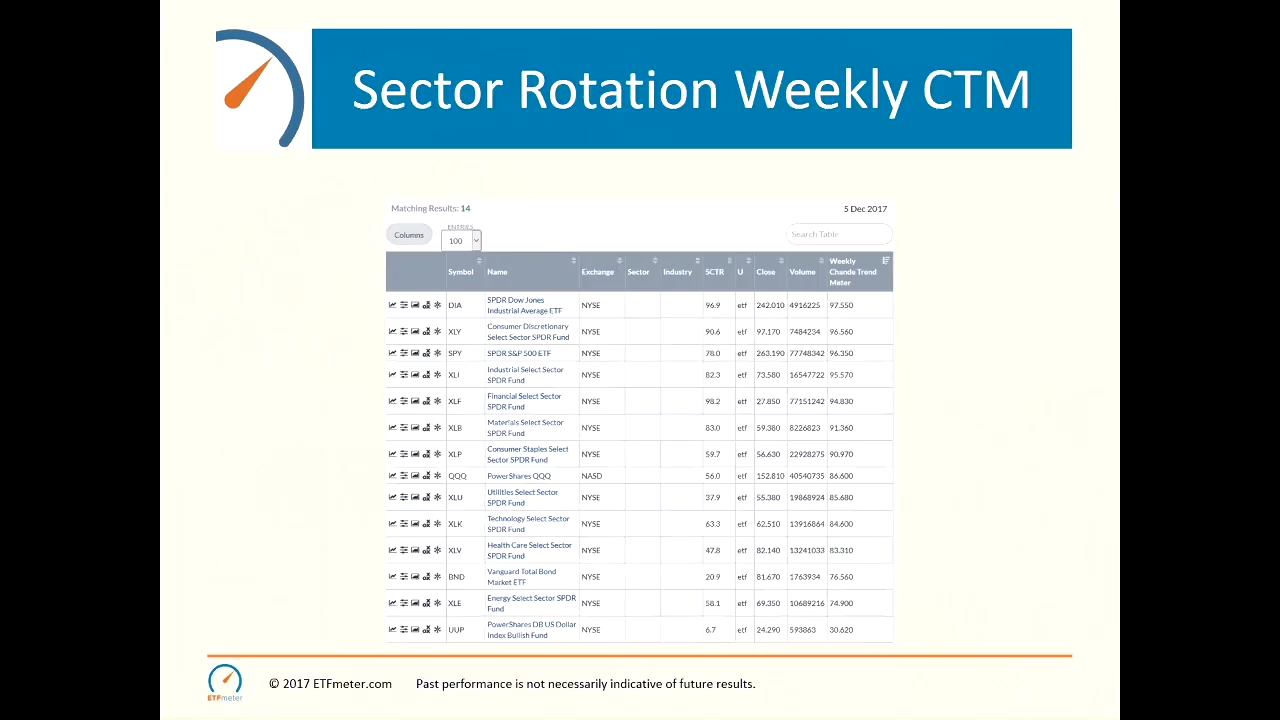 Sector Rotation Weekly CTM
Matching Results: 14
5 Dec 2017
Columns
ENTRIES
100
Search Table
Symbol Name Exchange Sector Industry SCTR U Close Volume Weekly Chande Trend Meter
DIA SPDR Dow Jones Industrial Average ETF NYSE 96.9 etf 242.010 4916225 97.550
XLY Consumer Discretionary Select Sector SPDR Fund NYSE 90.6 etf 97.170 7484234 96.560
SPY SPDR S&P 500 ETF NYSE 78.0 etf 263.190 77748342 96.350
XLI Industrial Select Sector SPDR Fund NYSE 82.3 etf 73.580 16547722 95.570
XLF Financial Select Sector SPDR Fund NYSE 98.2 etf 27.850 77151242 94.830
XLB Materials Select Sector SPDR Fund NYSE 83.0 etf 59.380 8226823 91.360
XLP Consumer Staples Select Sector SPDR Fund NYSE 59.7 etf 56.630 22928275 90.970
QQQ PowerShares QQQ NASD 56.0 etf 152.810 40540735 86.600
XLU Utilities Select Sector SPDR Fund NYSE 37.9 etf 55.380 19868924 85.680
XLK Technology Select Sector SPDR Fund NYSE 63.3 etf 62.510 13916864 84.600
XLV Health Care Select Sector SPDR Fund NYSE 47.8 etf 82.140 13241033 83.310
BND Vanguard Total Bond Market ETF NYSE 20.9 etf 81.670 1763934 76.560
XLE Energy Select Sector SPDR Fund NYSE 58.1 etf 69.350 10689216 74.900
UUP PowerShares DB US Dollar Index Bullish Fund NYSE 6.7 etf 24.290 593863 30.620
ETFmeter
© 2017 ETFmeter.com Past performance is not necessarily indicative of future results.